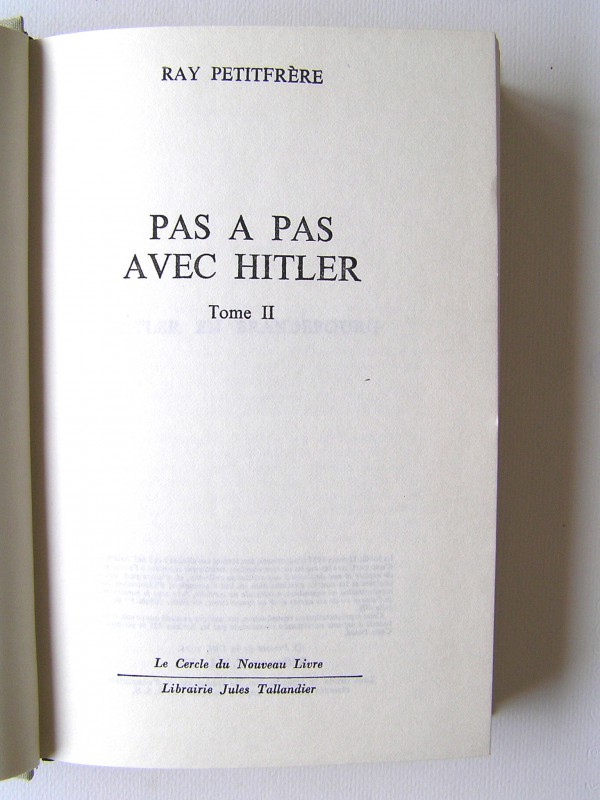 RAY PETITFRÈRE
PAS A PAS
AVEC HITLER
Tome II
Le Cercle du Nouveau Livre
Librairie Jules Tallandier